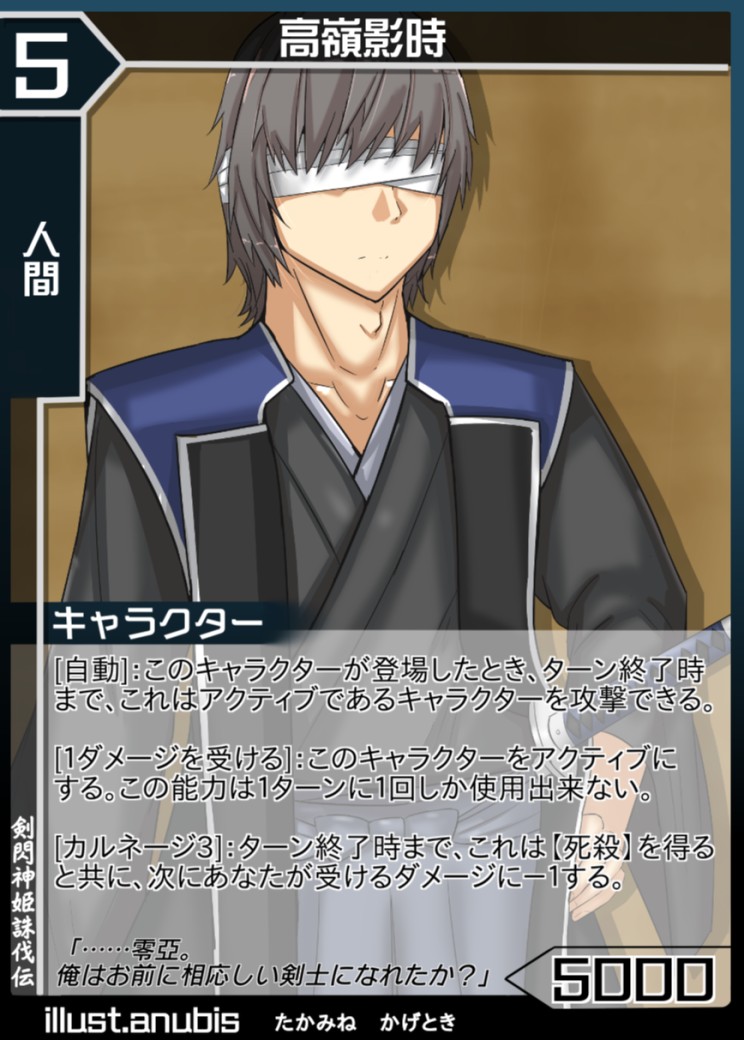 5
高嶺影時
人間
キャラクター
[自動]:このキャラクターが登場したとき、ターン終了時
まで、これはアクティブであるキャラクターを攻撃できる。
[1ダメージを受ける]:このキャラクターをアクティブに
する。この能力は1ターンに1回しか使用出来ない。
[カルネージ3]:ターン終了時まで、これは【死殺】を得る
と共に、次にあなたが受けるダメージに－1する。
「……零亞。
俺はお前に相応しい剣士になれたか?」
剣閃神姫誅伐伝
5000
illust.anubis たかみね かげとき